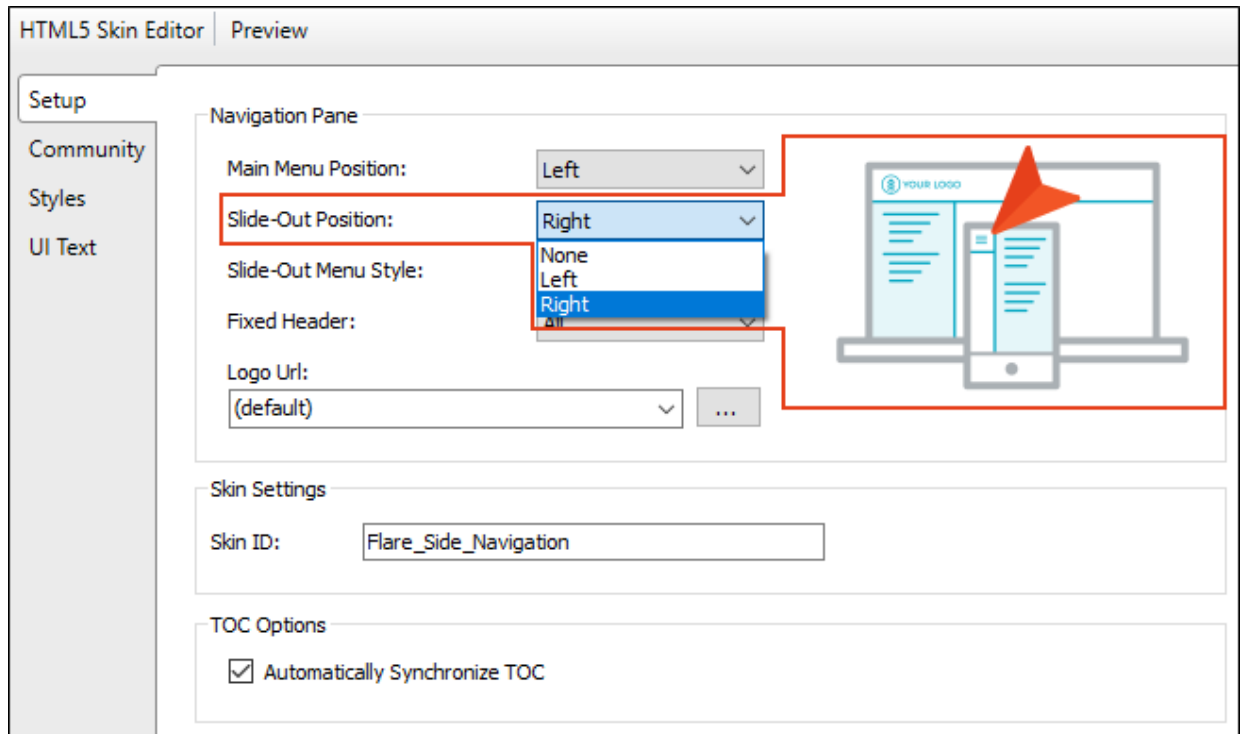 HTML5 Skin Editor Preview
Setup
Community
Styles
UI Text
Navigation Pane
Main Menu Position: Left
Slide-Out Position: Right
None
Left
Right
Slide-Out Menu Style:
Fixed Header: All
Logo Url:
(default) ...
YOUR LOGO
Skin Settings
Skin ID: Flare_Side_Navigation
TOC Options
Automatically Synchronize TOC